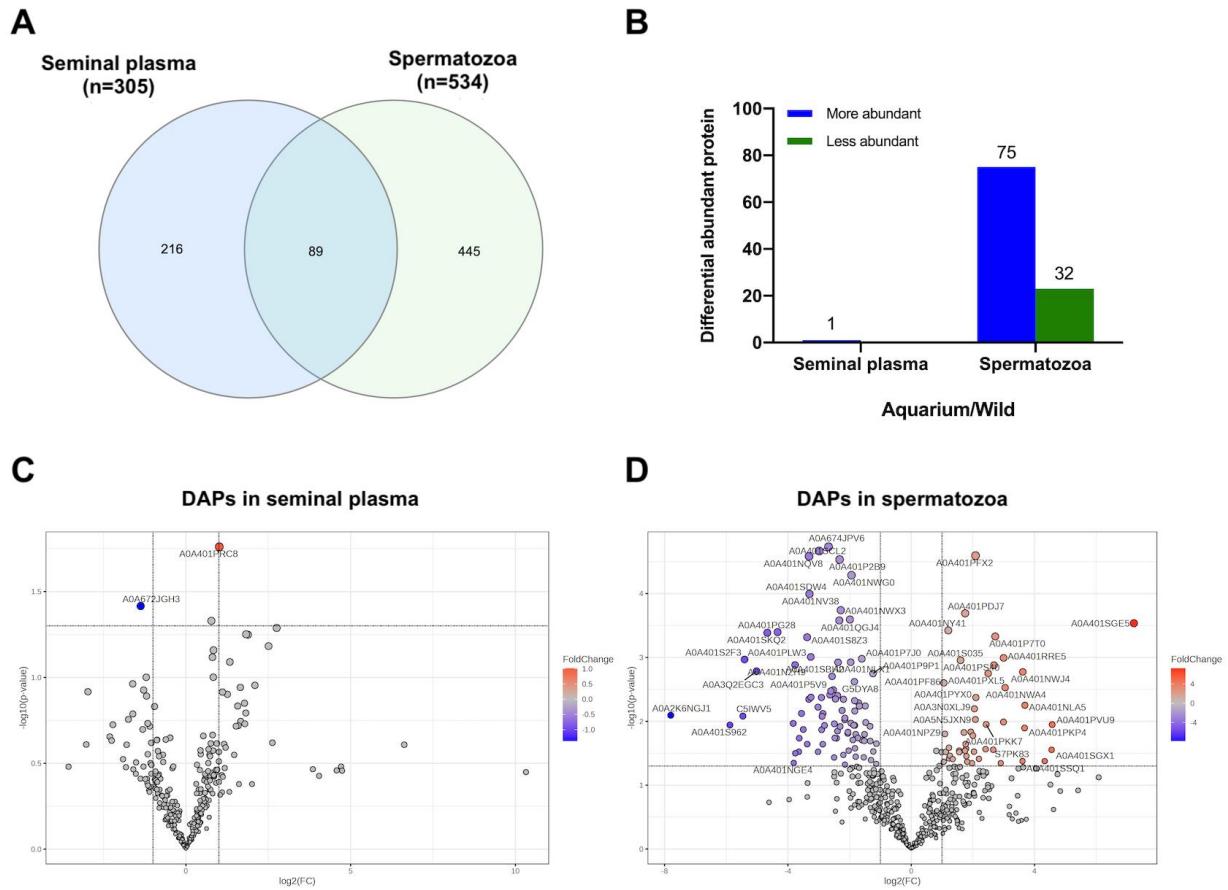 A
Seminal plasma
(n=305)
Spermatozoa
(n=534)
216
89
445
B
Differential abundant protein
100
80
60
40
20
0
More abundant
Less abundant
1
75
32
Seminal plasma
Spermatozoa
Aquarium/Wild
C
DAPs in seminal plasma
-log10(p-value)
1.5
1.0
0.5
0.0
A0A401PRC8
A0A672JGH3
0
5
10
log2(FC)
FoldChange
1.0
0.5
0.0
-0.5
-1.0
D
DAPs in spermatozoa
-log10(p-value)
4
3
2
1
0
A0A674JPV6
A0A401NQV8
A0A401P2B9
A0A401NWG0
A0A401SDW4
A0A401NV38
A0A401NWX3
A0A401PG28
A0A401QGJ4
A0A401SKQ2
A0A401S8Z3
A0A401S2F3
A0A401PLW3
A0A401P7J0
A0A401P9P1
A0A3Q2EGC3
A0A401P5V9
G5DYA8
A0A2K6NGJ1
C5IWV5
A0A401S962
A0A401NGE4
A0A401PFX2
A0A401PDJ7
A0A401SGE5
A0A401NY41
A0A401P7T0
A0A401S035
A0A401RRE5
A0A401NWJ4
A0A401PF86
A0A401PXL5
A0A401NWA4
A0A401PYX0
A0A3N0XLJ9
A0A401NLA5
A0A5N5JXN9
A0A401PVU9
A0A401NPZ9
A0A401PKP4
A0A401PKK7
S7PK83
A0A401SGX1
A0A401SSQ1
-8
-4
0
4
log2(FC)
FoldChange
4
0
-4